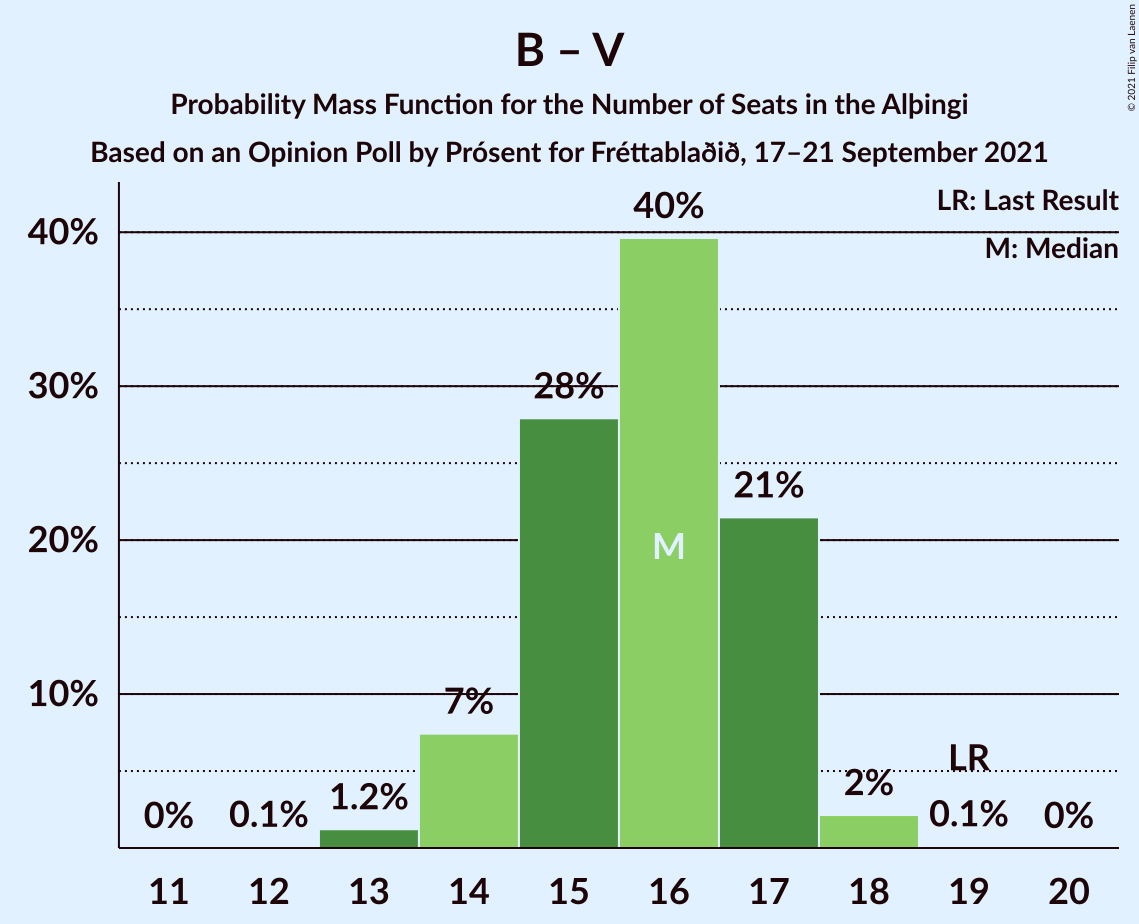 B – V
Probability Mass Function for the Number of Seats in the Alþingi
Based on an Opinion Poll by Prósent for Fréttablaðið, 17–21 September 2021
© 2021 Filip van Laenen
LR: Last Result
M: Median
40%
30%
20%
10%
0%
0.1%
1.2%
7%
28%
40%
M
21%
2%
LR
0.1%
0%
11 12 13 14 15 16 17 18 19 20